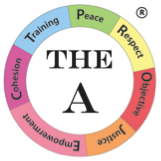 Peace
Respect
Objective
Justice
Empowerment
Cohesion
Training
®
THE
A